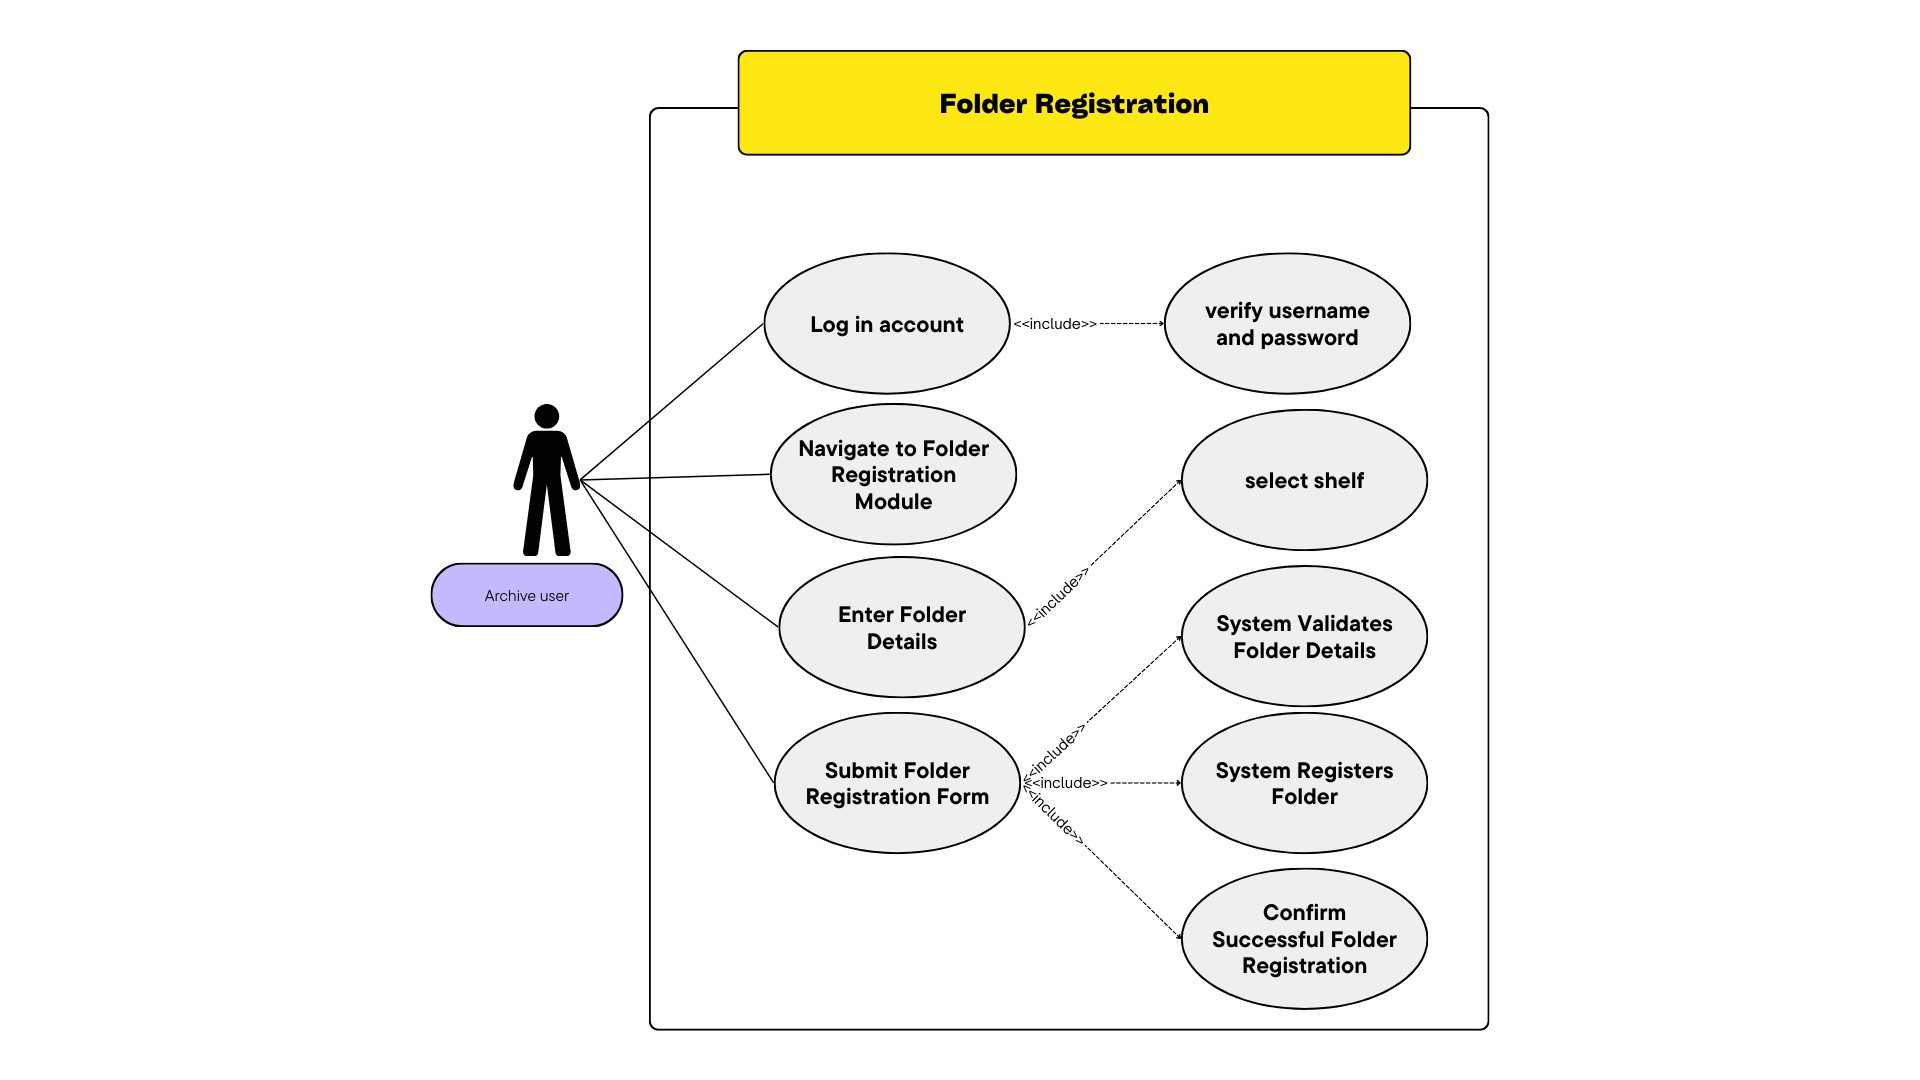 Folder Registration
Log in account
<<include>>
verify username
and password
Navigate to Folder
Registration
Module
select shelf
Archive user
Enter Folder
Details
<<include>>
System Validates
Folder Details
Submit Folder
Registration Form
<<include>>
<<include>>
<<include>>
System Registers
Folder
Confirm
Successful Folder
Registration